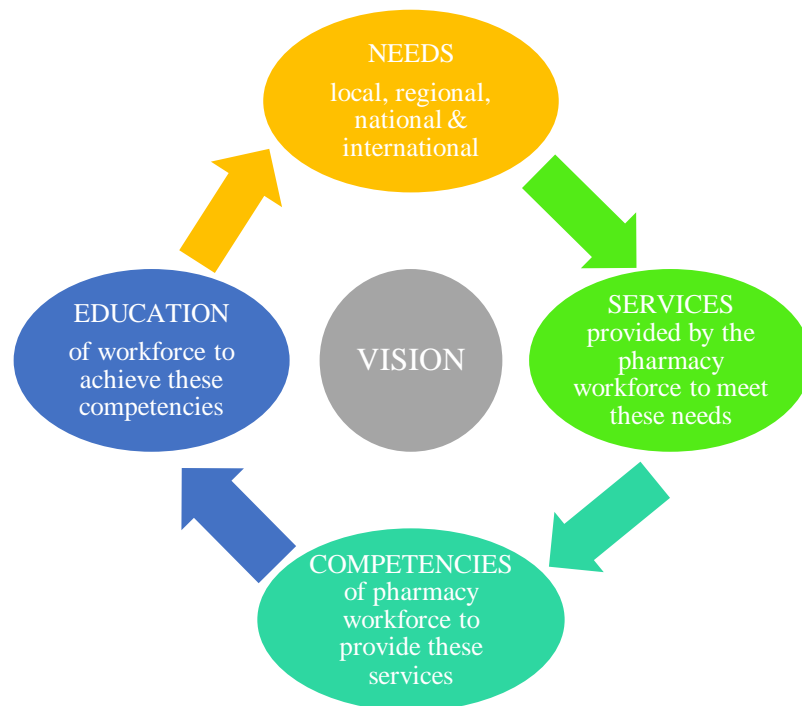 NEEDS
local, regional,
national &
international
EDUCATION
of workforce to
achieve these
competencies
VISION
SERVICES
provided by the
pharmacy
workforce to meet
these needs
COMPETENCIES
of pharmacy
workforce to
provide these
services